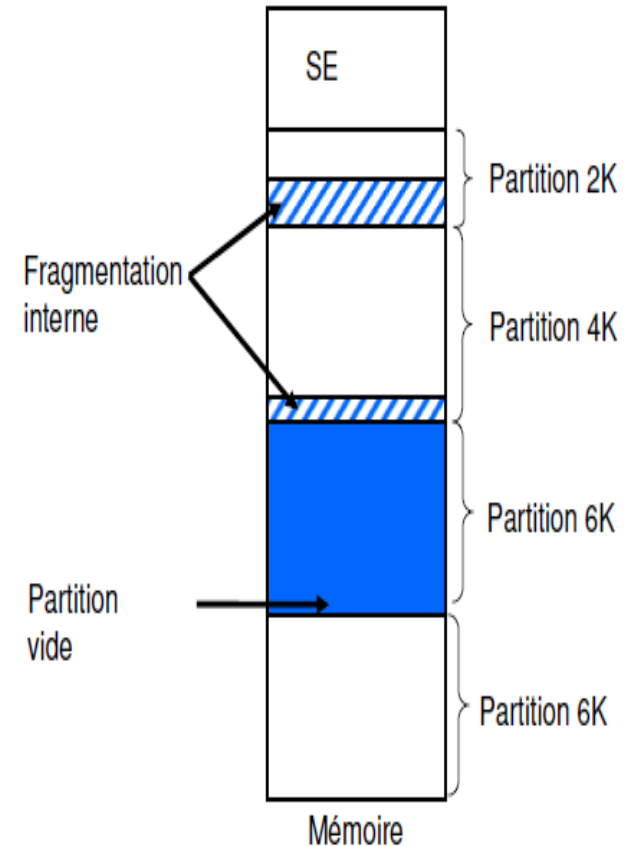 SE
Partition 2K
Fragmentation
interne
Partition 4K
Partition 6K
Partition
vide
Partition 6K
Mémoire